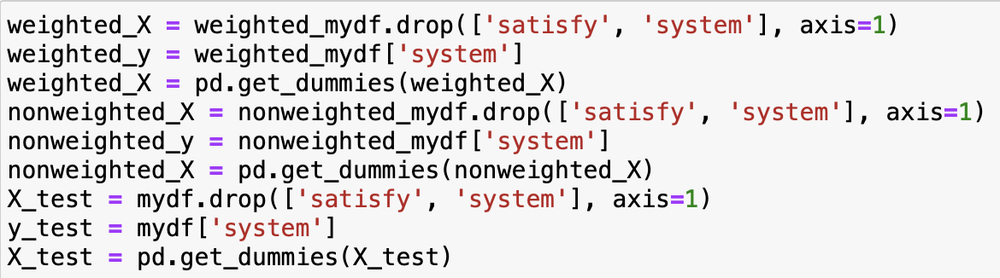 weighted_X = weighted_mydf.drop(['satisfy', 'system'], axis=1)
weighted_y = weighted_mydf['system']
weighted_X = pd.get_dummies(weighted_X)
nonweighted_X = nonweighted_mydf.drop(['satisfy', 'system'], axis=1)
nonweighted_y = nonweighted_mydf['system']
nonweighted_X = pd.get_dummies(nonweighted_X)
X_test = mydf.drop(['satisfy', 'system'], axis=1)
y_test = mydf['system']
X_test = pd.get_dummies(X_test)